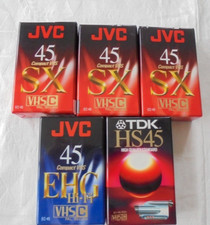 JVC
45
Compact VHS
SX
VHS C
JVC
45
Compact VHS
SX
VHS C
JVC
45
Compact VHS
SX
VHS C
JVC
45
Compact VHS
EHG
Hi-Fi
VHS C
TDK
HS45